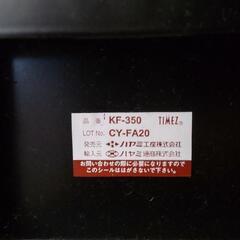 品番 KF-350 TIMEZ®
LOT No. CY-FA20
発売元 ハヤミ工産株式会社
輸入元 ハヤミ通商株式会社
お問い合わせの際に必要になりますので
このシールははがさないで下さい。